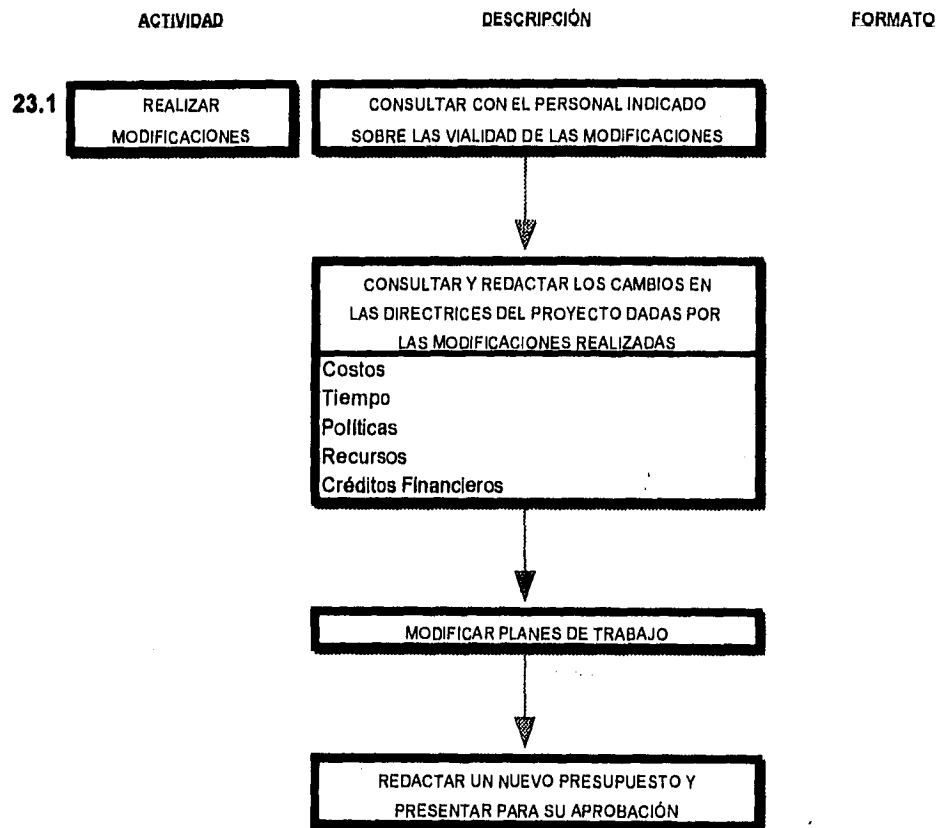 ACTIVIDAD DESCRIPCIÓN FORMATO
23.1 REALIZAR
MODIFICACIONES
CONSULTAR CON EL PERSONAL INDICADO
SOBRE LAS VIALIDAD DE LAS MODIFICACIONES
CONSULTAR Y REDACTAR LOS CAMBIOS EN
LAS DIRECTRICES DEL PROYECTO DADAS POR
LAS MODIFICACIONES REALIZADAS
Costos
Tiempo
Políticas
Recursos
Créditos Financieros
MODIFICAR PLANES DE TRABAJO
REDACTAR UN NUEVO PRESUPUESTO Y
PRESENTAR PARA SU APROBACIÓN